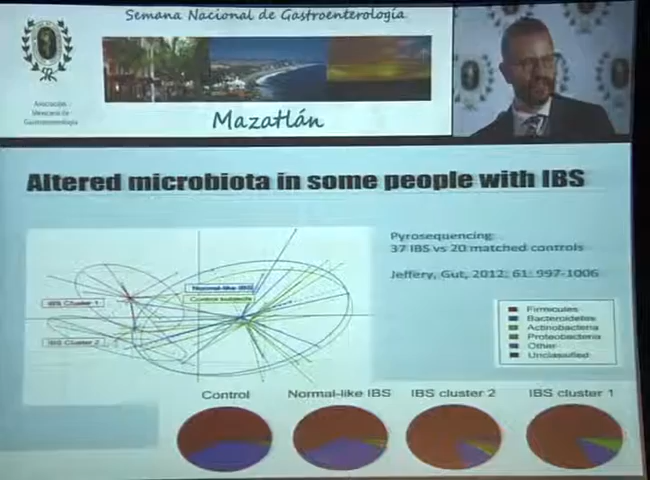 Semana Nacional de Gastroenterología
Asociación
Mexicana de
Gastroenterología
Mazatlán
Altered microbiota in some people with IBS
Pyrosequencing:
37 IBS vs 20 matched controls
Jeffery, Gut, 2012; 61: 997-1006
Normal-like IBS
Control subjects
IBS Cluster 1
IBS Cluster 2
Firmicutes
Bacteroidetes
Actinobacteria
Proteobacteria
Other
Unclassified
Control
Normal-like IBS
IBS cluster 2
IBS cluster 1